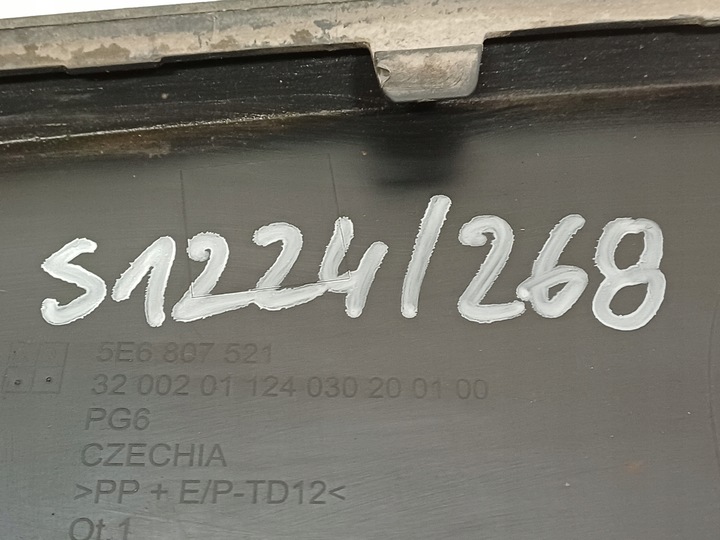 S1224/268
5E6 807 521
32 002 01 124 030 20 01 00
PG6
CZECHIA
>PP + E/P-TD12<
Ot.1